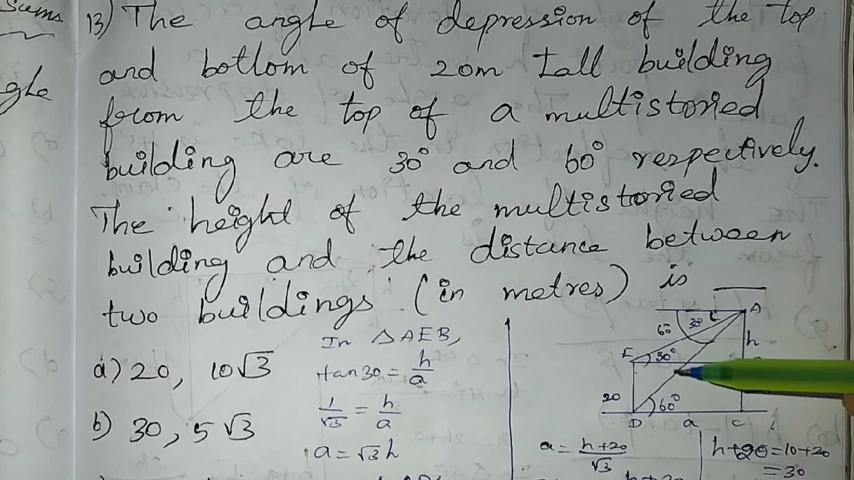 Sums
gle
13) The angle of depression of the top
and bottom of 20m tall building
from the top of a multistoried
building are 30° and 60° respectively.
The height of the multistoried
building and the distance between
two buildings (in metres) is
a) 20, 10√3
b) 30, 5√3
In △AEB,
tan30 = h/a
1/√3 = h/a
a = √3h
60 30° A
E 30° h
20 60°
D a C
a = h+20/√3
h+20 = 10+20
= 30